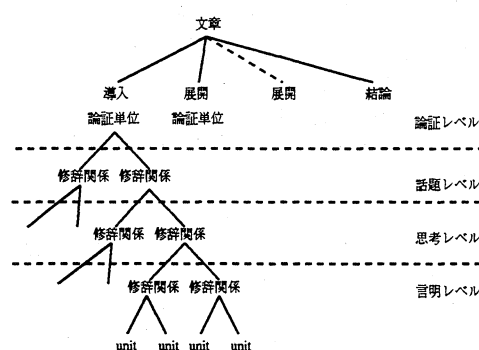 文章
導入 展開 展開 結論
論証単位 論証単位 論証レベル
修辞関係 修辞関係 話題レベル
修辞関係 修辞関係 思考レベル
修辞関係 修辞関係 言明レベル
unit unit unit unit